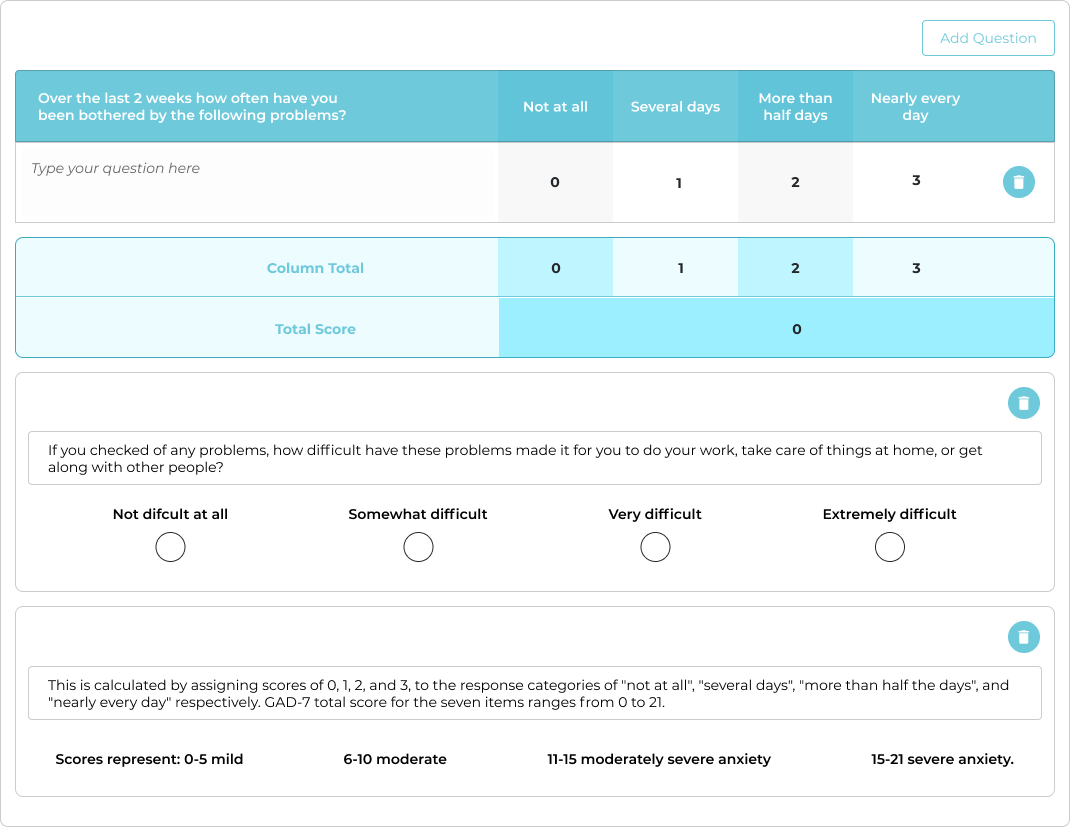 Add Question
Over the last 2 weeks how often have you
been bothered by the following problems?
Not at all
Several days
More than
half days
Nearly every
day
Type your question here
0
1
2
3
Column Total
0
1
2
3
Total Score
0
If you checked of any problems, how difficult have these problems made it for you to do your work, take care of things at home, or get
along with other people?
Not difcult at all
Somewhat difficult
Very difficult
Extremely difficult
This is calculated by assigning scores of 0, 1, 2, and 3, to the response categories of "not at all", "several days", "more than half the days", and
"nearly every day" respectively. GAD-7 total score for the seven items ranges from 0 to 21.
Scores represent: 0-5 mild
6-10 moderate
11-15 moderately severe anxiety
15-21 severe anxiety.